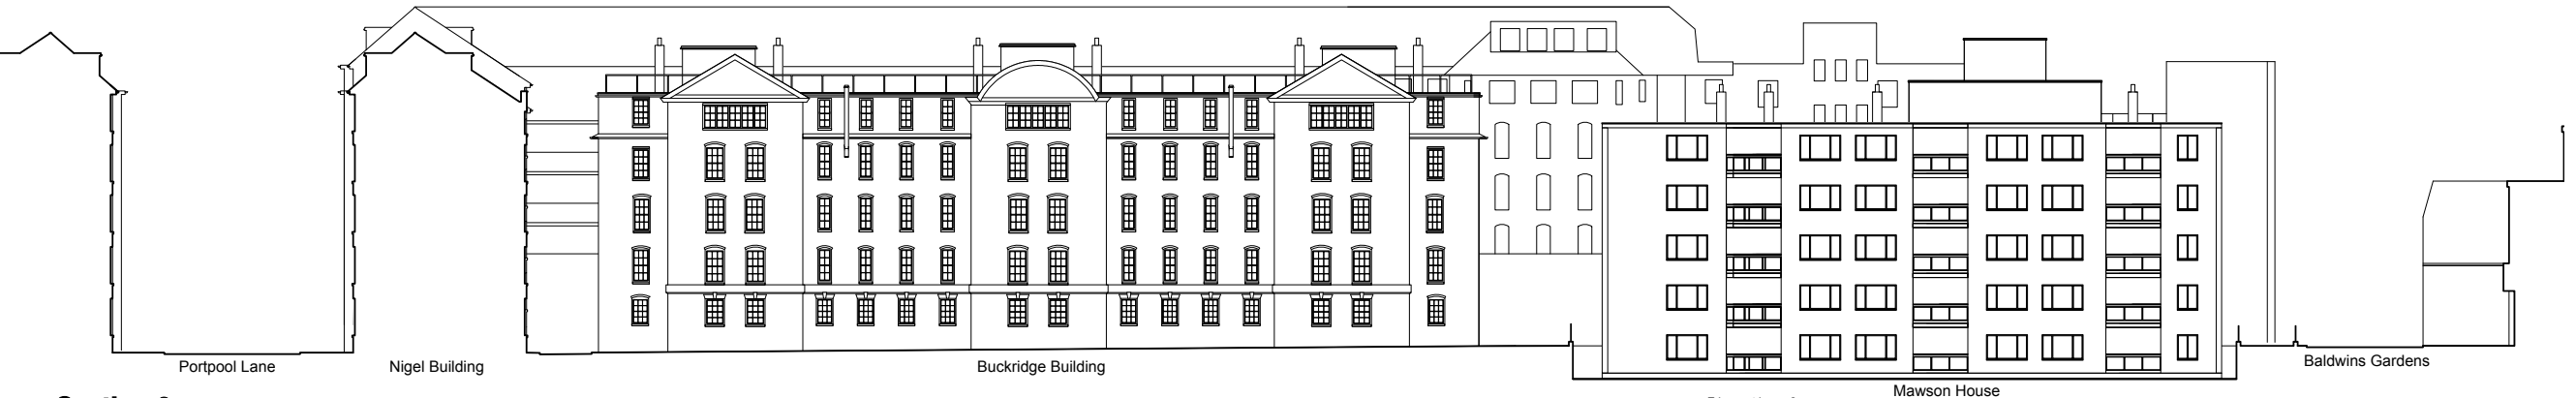 Portpool Lane
Nigel Building
Buckridge Building
Mawson House
Baldwins Gardens